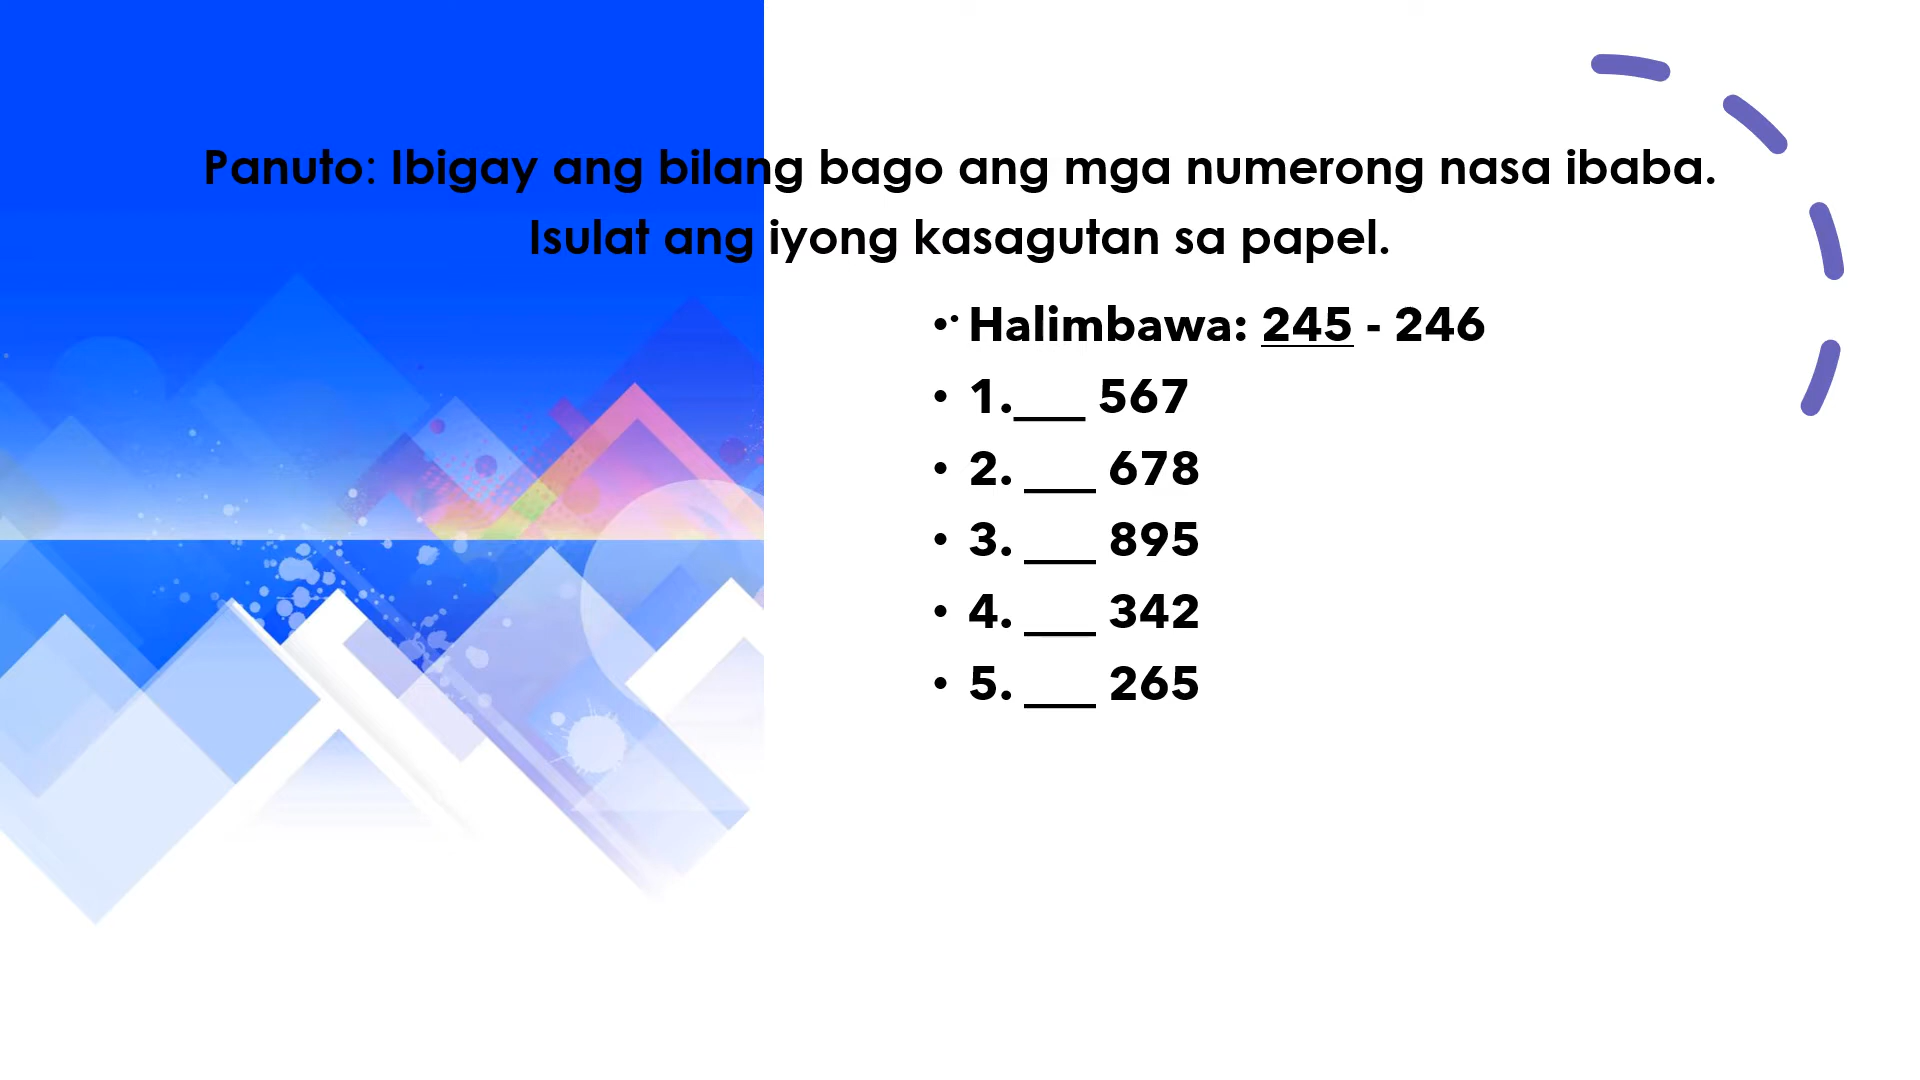 Panuto: Ibigay ang bilang bago ang mga numerong nasa ibaba.
Isulat ang iyong kasagutan sa papel.
•· Halimbawa: 245 - 246
• 1.___ 567
• 2. ___ 678
• 3. ___ 895
• 4. ___ 342
• 5. ___ 265